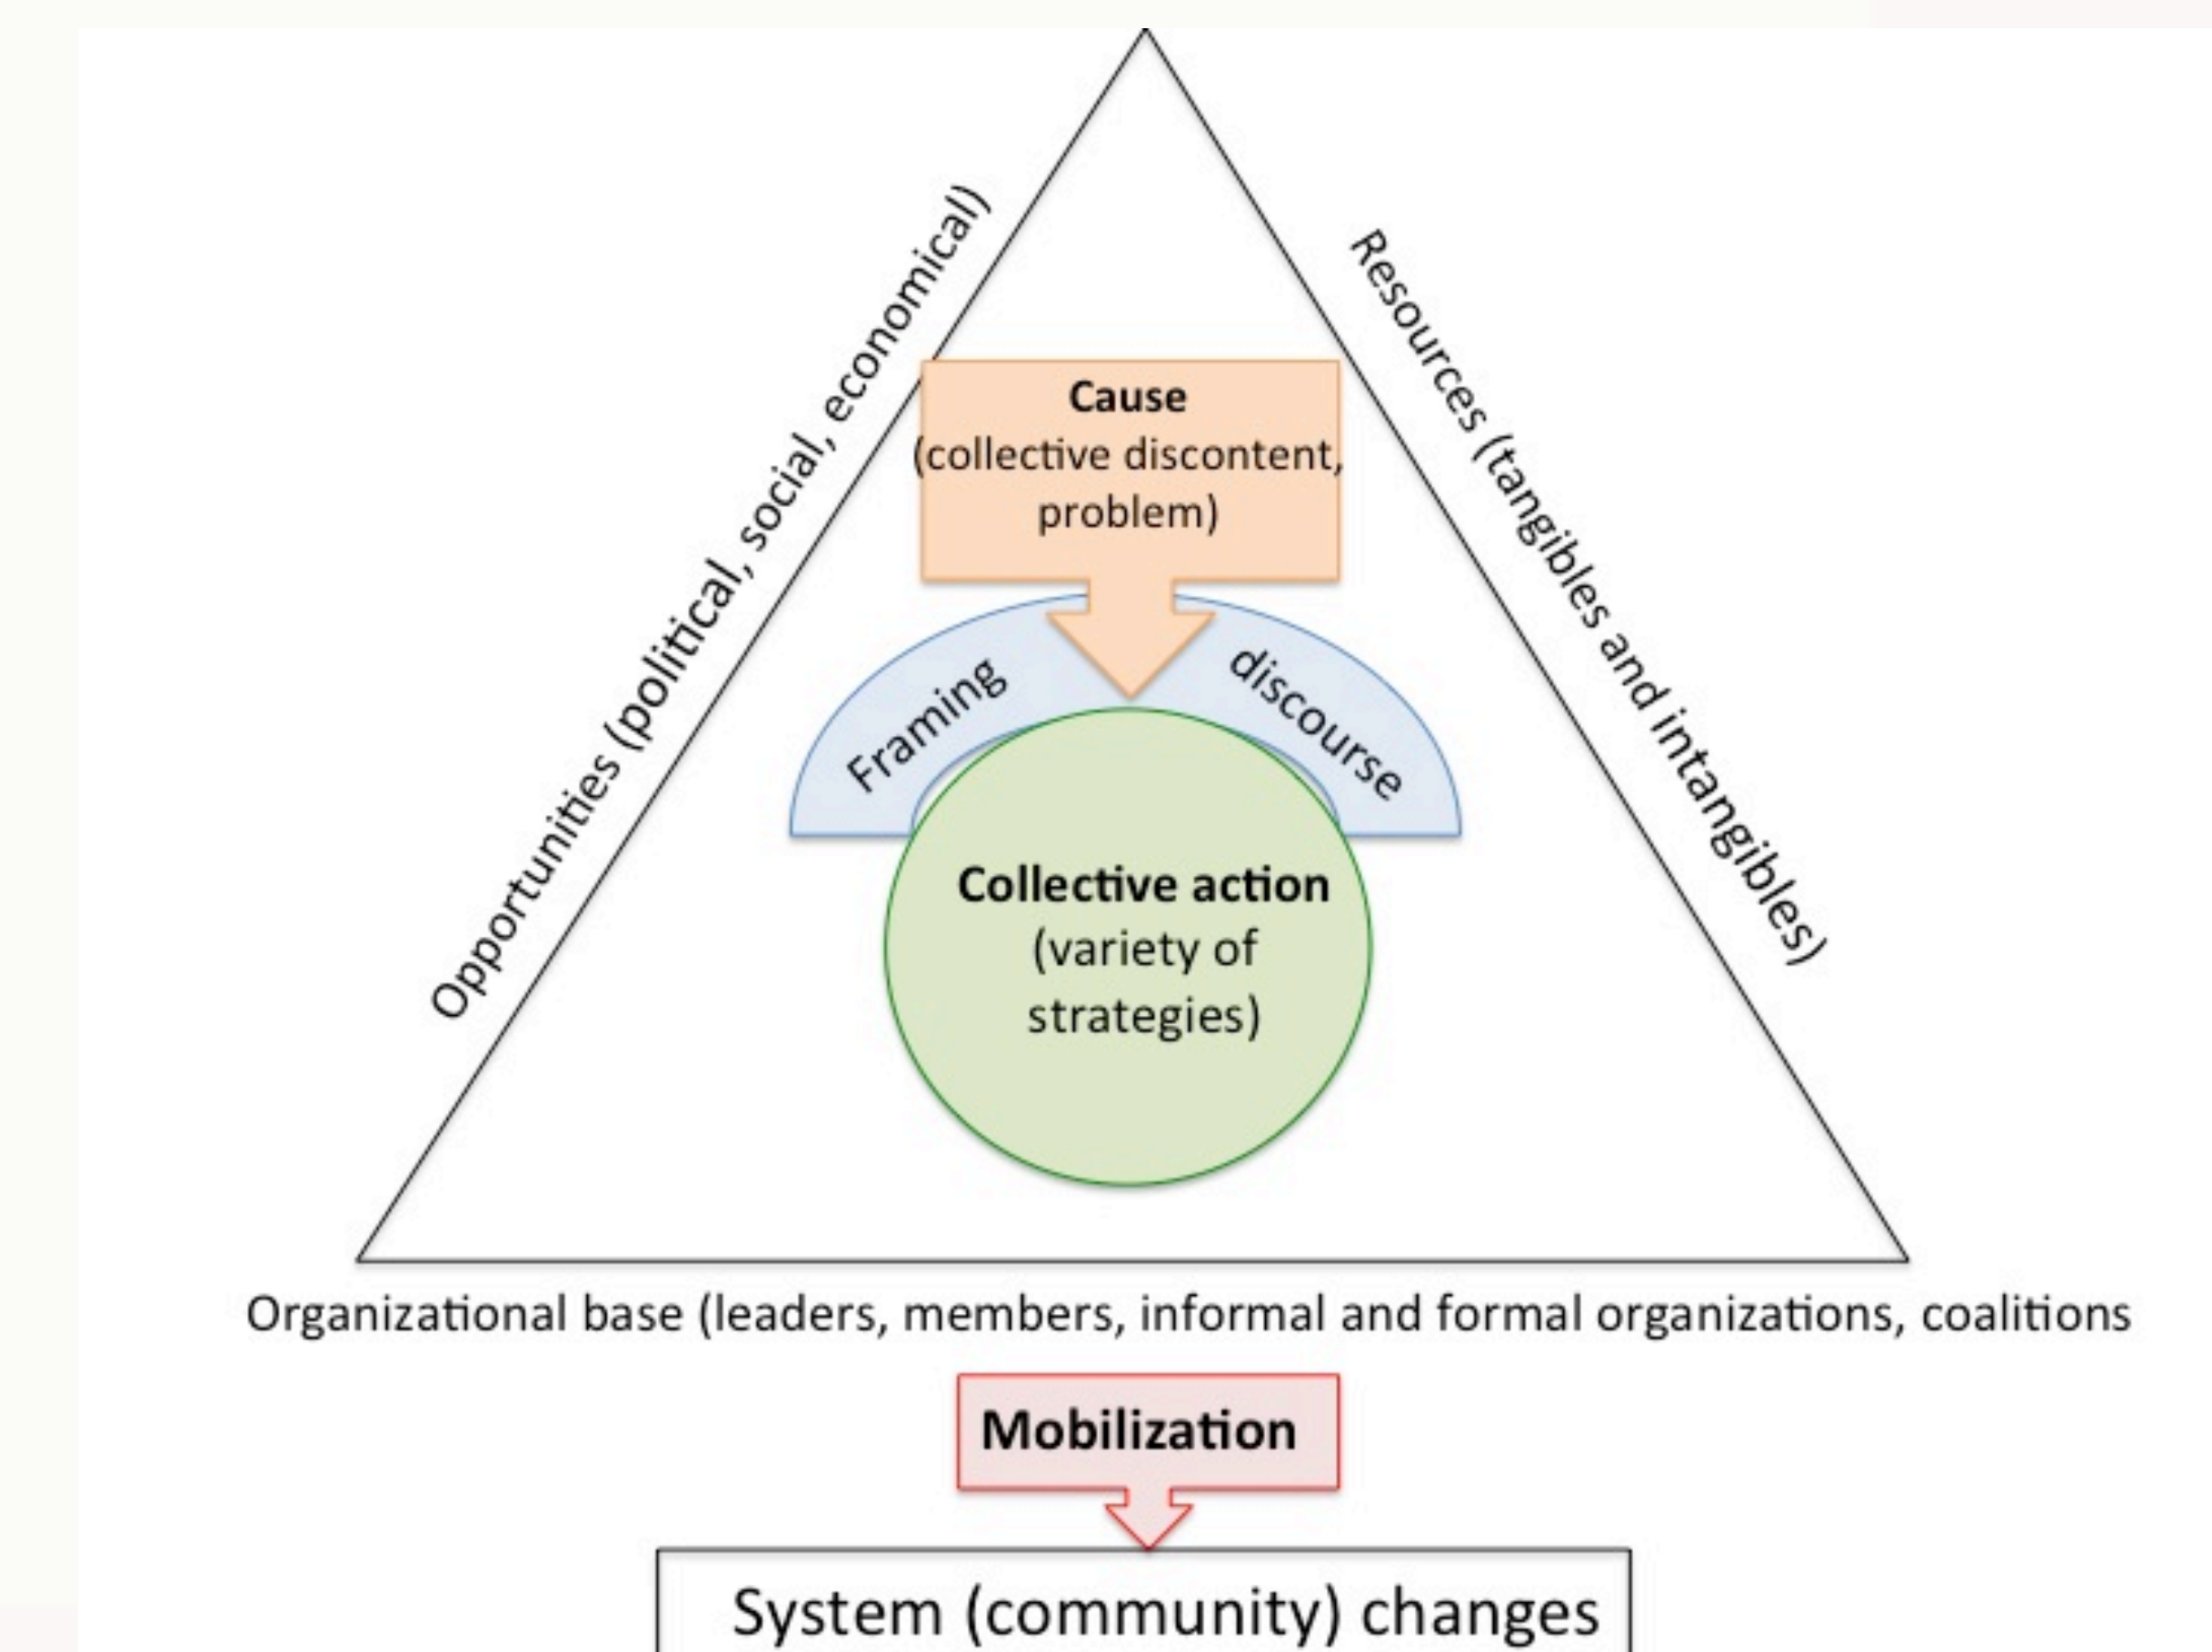 Opportunities (political, social, economical)
Resources (tangibles and intangibles)
Cause
(collective discontent,
problem)
Framing
discourse
Collective action
(variety of
strategies)
Organizational base (leaders, members, informal and formal organizations, coalitions
Mobilization
System (community) changes